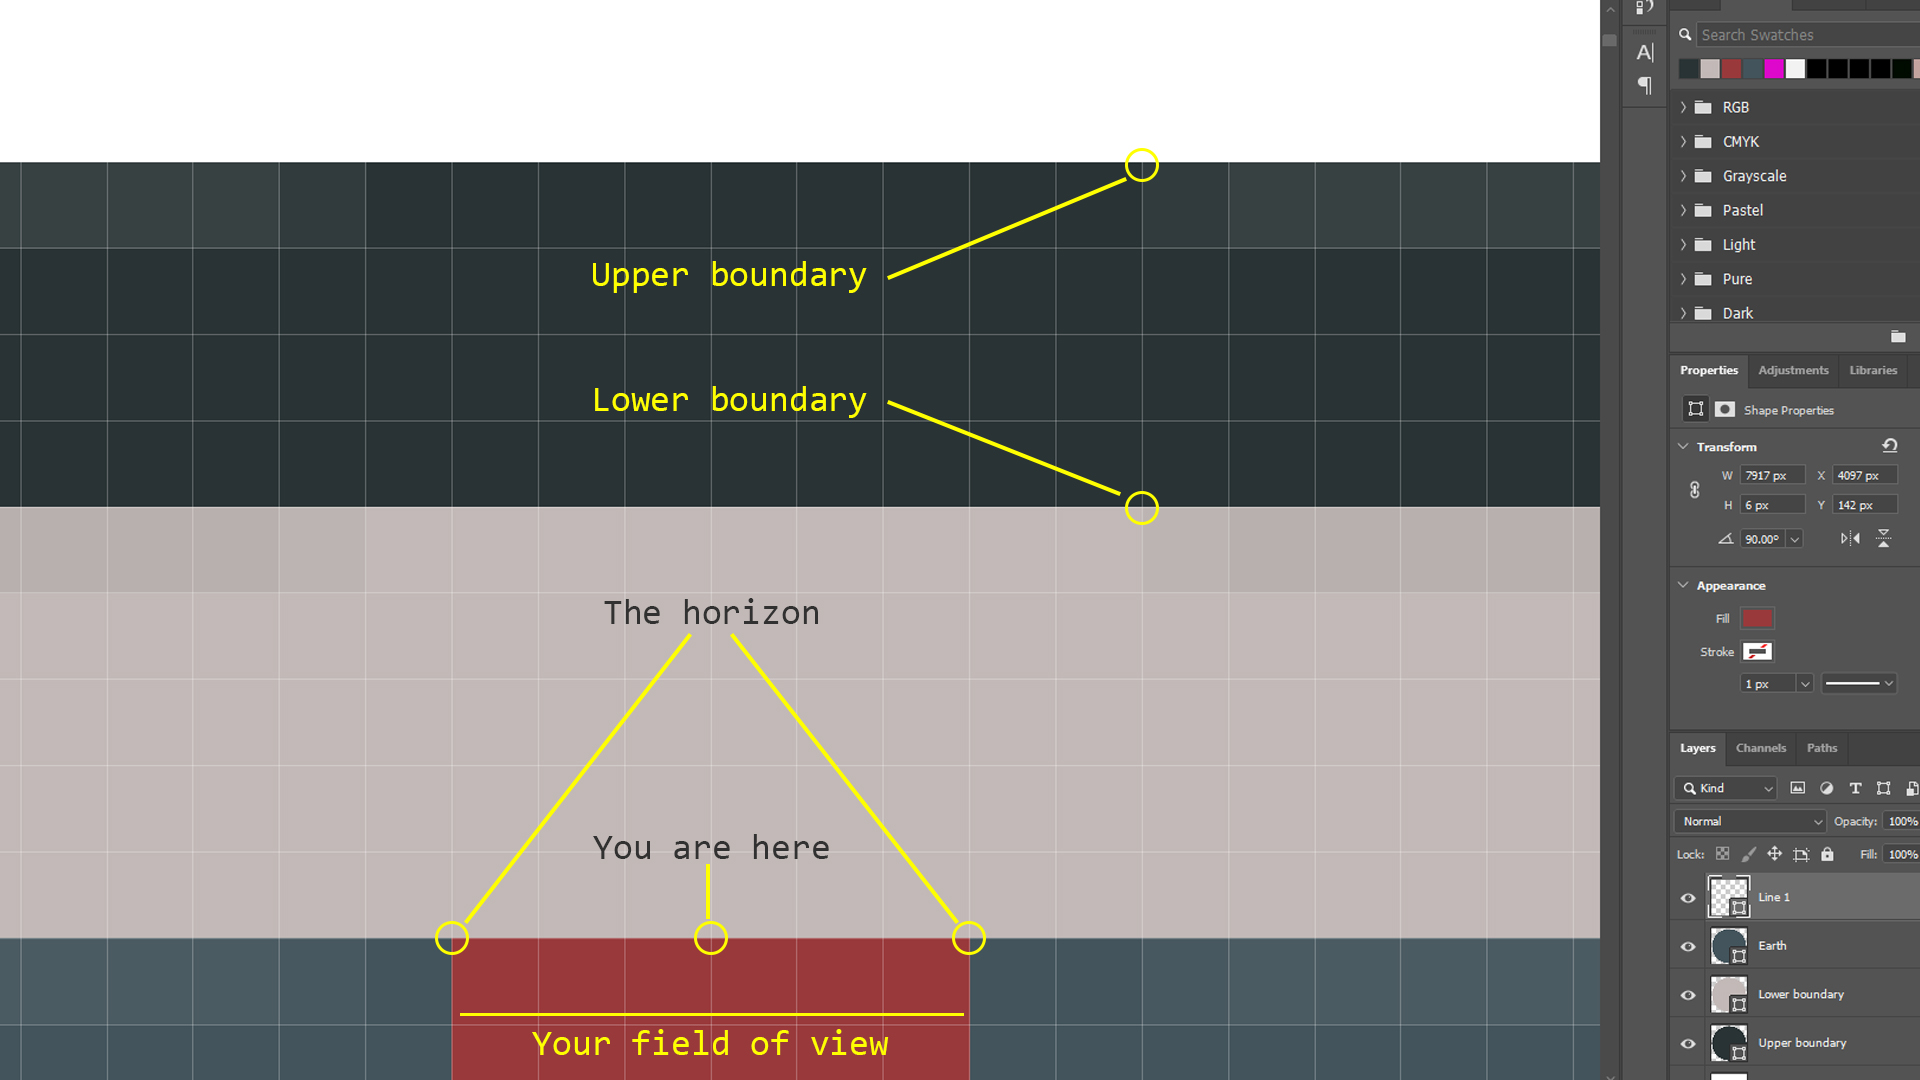 Upper boundary
Lower boundary
The horizon
You are here
Your field of view
A|
¶
Search Swatches
RGB
CMYK
Grayscale
Pastel
Light
Pure
Dark
Properties Adjustments Libraries
Shape Properties
Transform
W 7917 px X 4097 px
H 6 px Y 142 px
90.00°
Appearance
Fill
Stroke
1 px
Layers Channels Paths
Kind T
Normal Opacity: 100%
Lock: Fill: 100%
Line 1
Earth
Lower boundary
Upper boundary